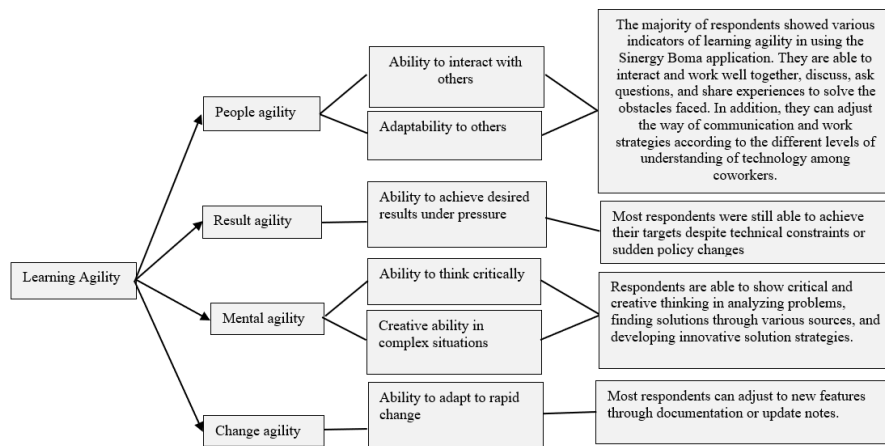 The majority of respondents showed various
indicators of learning agility in using the
Sinergy Boma application. They are able to
interact and work well together, discuss, ask
questions, and share experiences to solve the
obstacles faced. In addition, they can adjust
the way of communication and work
strategies according to the different levels of
understanding of technology among
coworkers.
Ability to interact with
others
People agility
Adaptability to others
Ability to achieve desired
results under pressure
Result agility
Most respondents were still able to achieve
their targets despite technical constraints or
sudden policy changes
Learning Agility
Ability to think critically
Respondents are able to show critical and
creative thinking in analyzing problems,
finding solutions through various sources, and
developing innovative solution strategies.
Mental agility
Creative ability in
complex situations
Ability to adapt to rapid
change
Most respondents can adjust to new features
through documentation or update notes.
Change agility